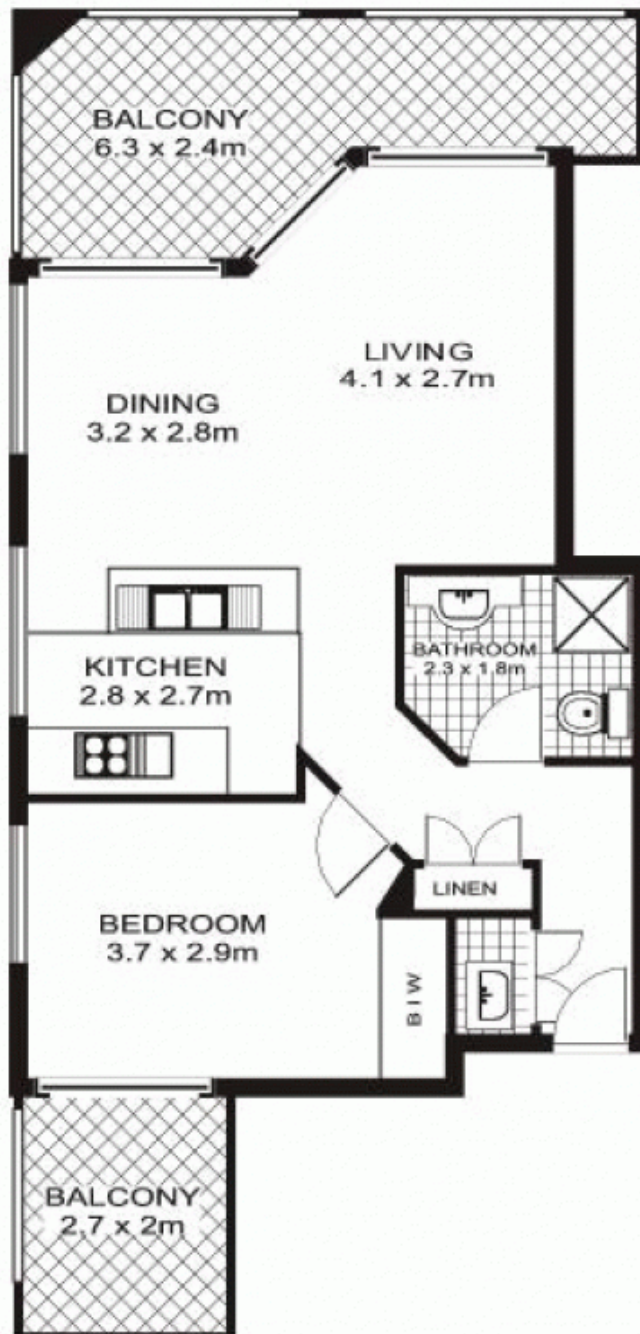 BALCONY
6.3 x 2.4m
LIVING
4.1 x 2.7m
DINING
3.2 x 2.8m
BATHROOM
2.3 x 1.8m
KITCHEN
2.8 x 2.7m
LINEN
BEDROOM
3.7 x 2.9m
BIW
BALCONY
2.7 x 2m